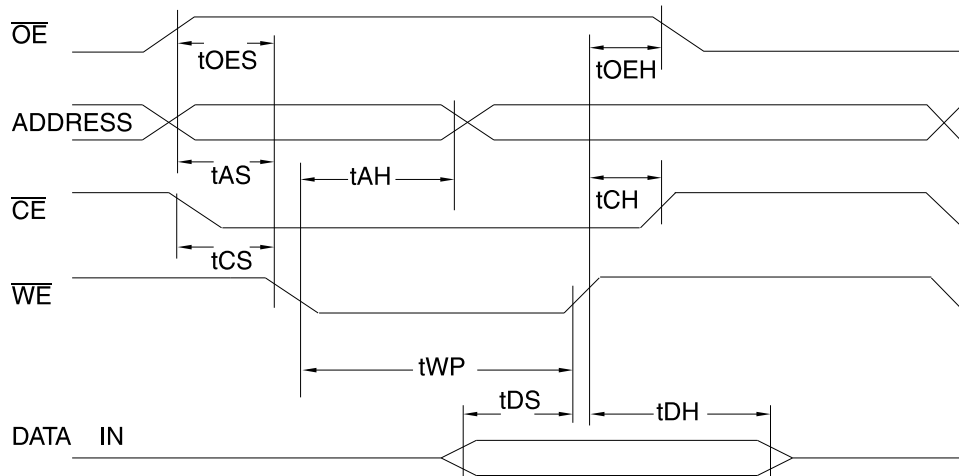 OE
tOES
tOEH
ADDRESS
tAS
tAH
tCH
CE
tCS
WE
tWP
tDS
tDH
DATA IN